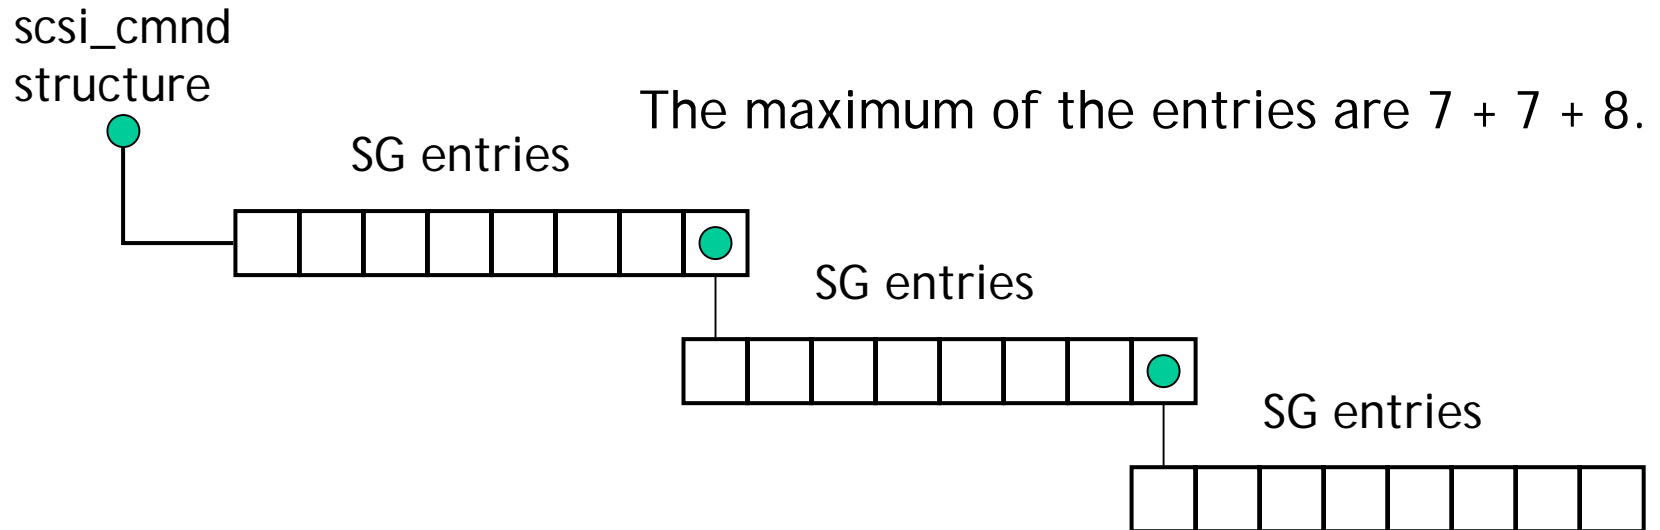 scsi_cmnd
structure
The maximum of the entries are 7 + 7 + 8.
SG entries
SG entries
SG entries